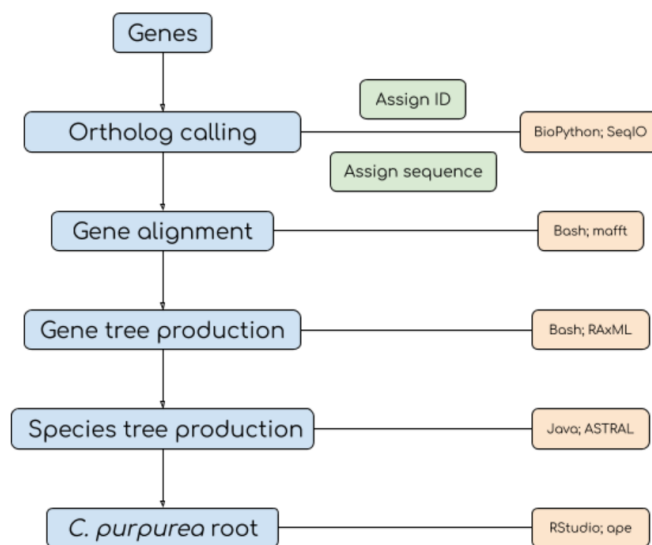 Genes
Assign ID
Ortholog calling
BioPython; SeqIO
Assign sequence
Gene alignment
Bash; mafft
Gene tree production
Bash; RAxML
Species tree production
Java; ASTRAL
C. purpurea root
RStudio; ape